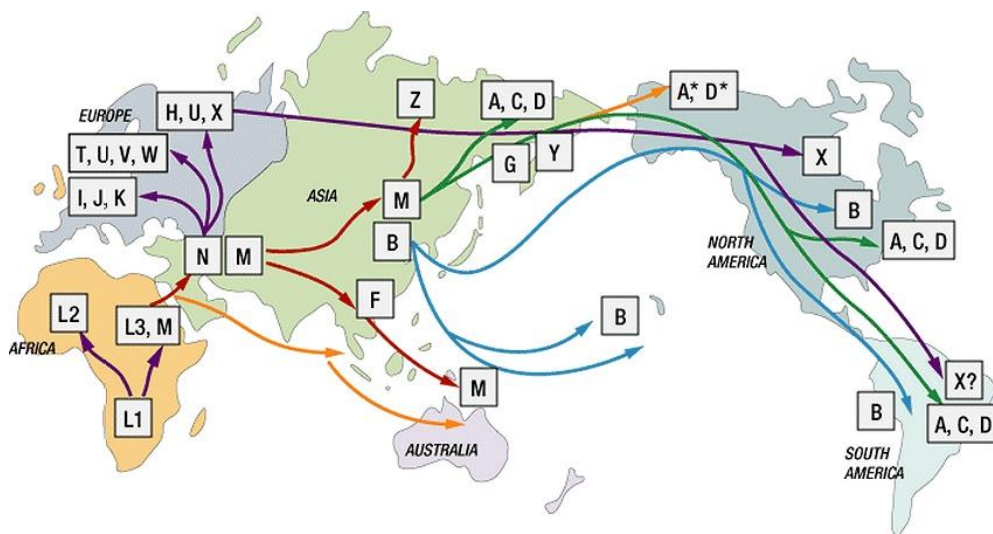 Z
A, C, D
A,* D*
EUROPE
H, U, X
T, U, V, W
I, J, K
G
Y
X
ASIA
M
B
B
N
M
NORTH
AMERICA
A, C, D
F
B
L2
L3, M
AFRICA
M
X?
L1
B
A, C, D
AUSTRALIA
SOUTH
AMERICA